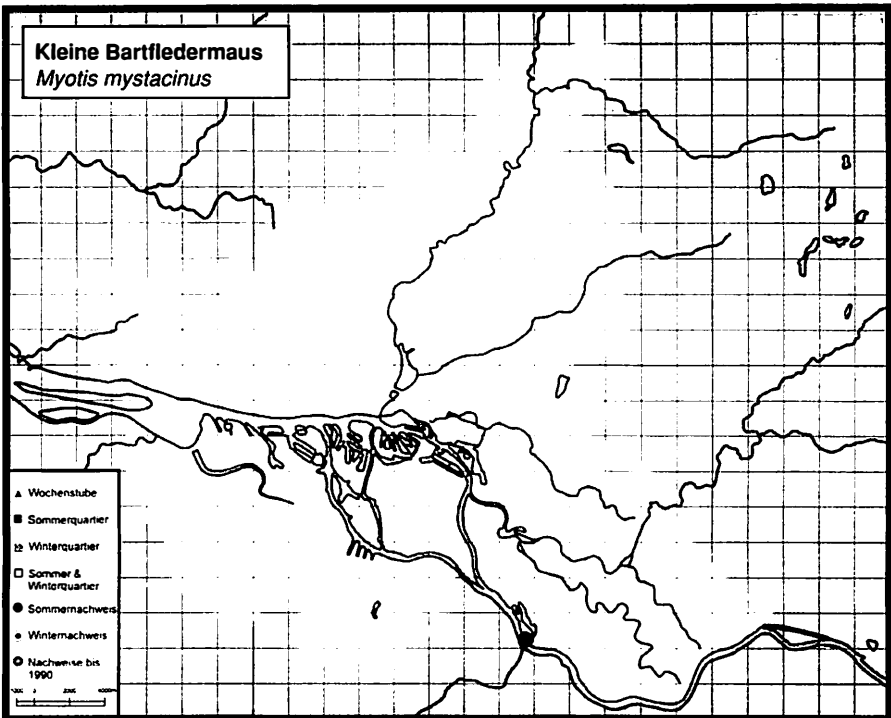 Kleine Bartfledermaus
Myotis mystacinus
Wochenstube
Sommerquartier
Winterquartier
Sommer &
Winterquartier
Sommernachweis
Winternachweis
Nachweise bis
1990